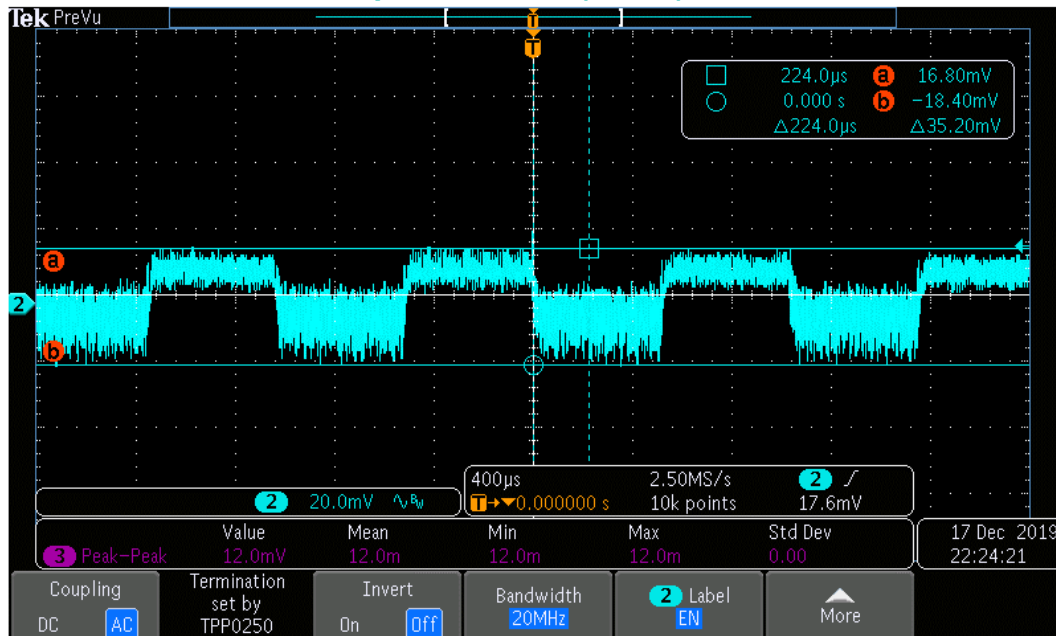 Tek PreVu
T
T
224.0µs a 16.80mV
0.000 s b −18.40mV
△224.0µs △35.20mV
a
2
b
2 20.0mV ∿ BW
400µs 2.50MS/s 2 ƒ
T→▼0.000000 s 10k points 17.6mV
Value Mean Min Max Std Dev
3 Peak−Peak 12.0mV 12.0m 12.0m 12.0m 0.00
17 Dec 2019
22:24:21
Coupling
DC AC
Termination
set by
TPP0250
Invert
On Off
Bandwidth
20MHz
2 Label
EN
More